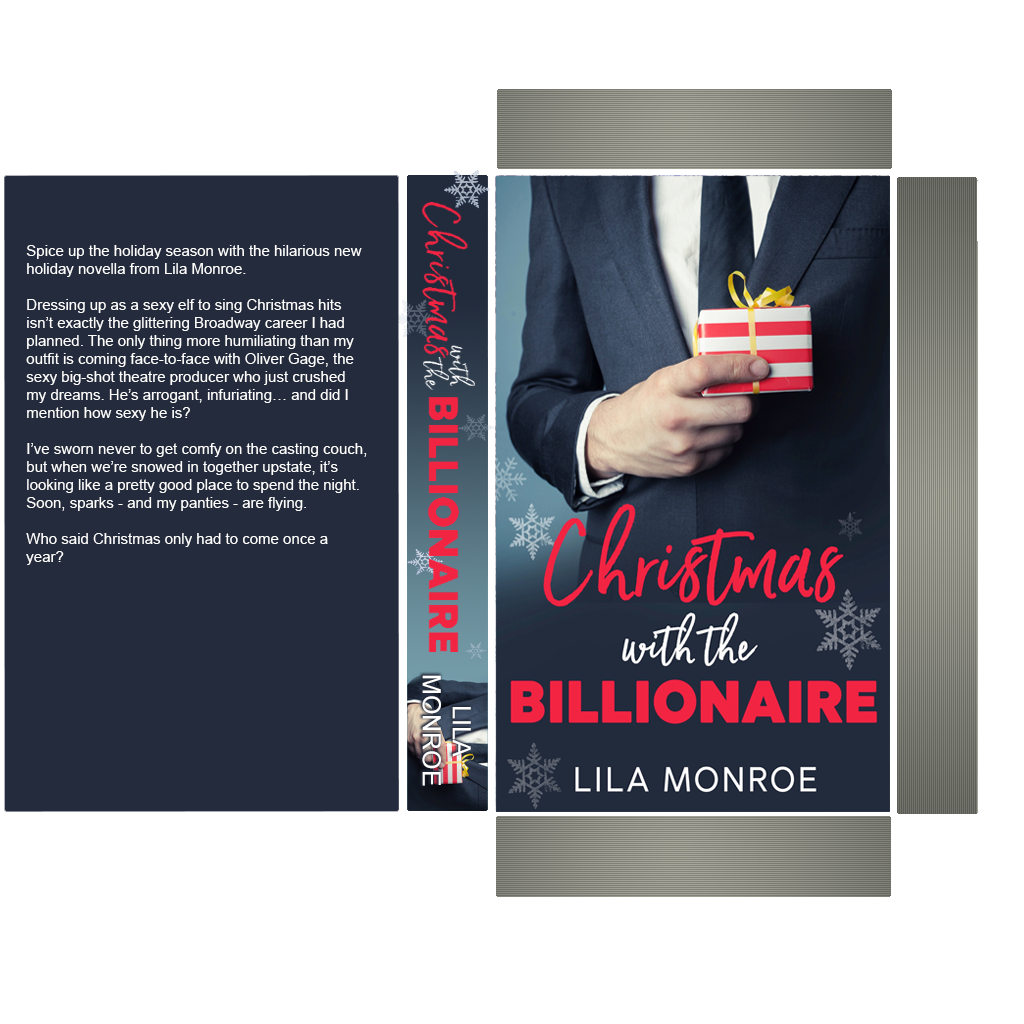 Spice up the holiday season with the hilarious new
holiday novella from Lila Monroe.
Dressing up as a sexy elf to sing Christmas hits
isn’t exactly the glittering Broadway career I had
planned. The only thing more humiliating than my
outfit is coming face-to-face with Oliver Gage, the
sexy big-shot theatre producer who just crushed
my dreams. He’s arrogant, infuriating… and did I
mention how sexy he is?
I’ve sworn never to get comfy on the casting couch,
but when we’re snowed in together upstate, it’s
looking like a pretty good place to spend the night.
Soon, sparks - and my panties - are flying.
Who said Christmas only had to come once a
year?
Christmas
with
the
BILLIONAIRE
LILA
MONROE
Christmas
with the
BILLIONAIRE
LILA MONROE